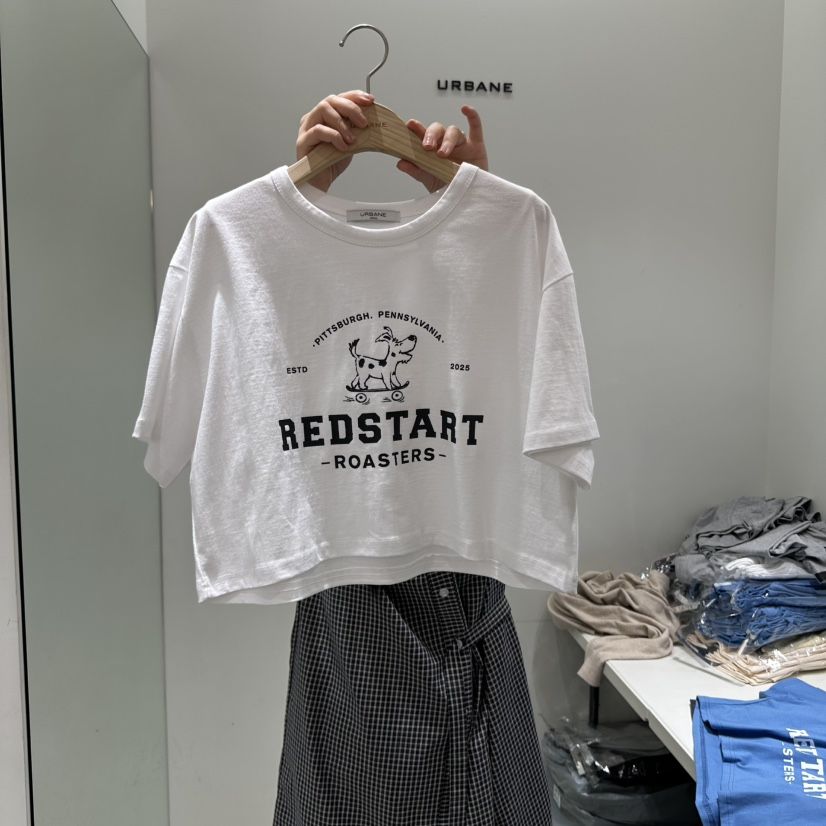 URBANE
URBANE
·PITTSBURGH, PENNSYLVANIA·
ESTD
2025
REDSTART
–ROASTERS–